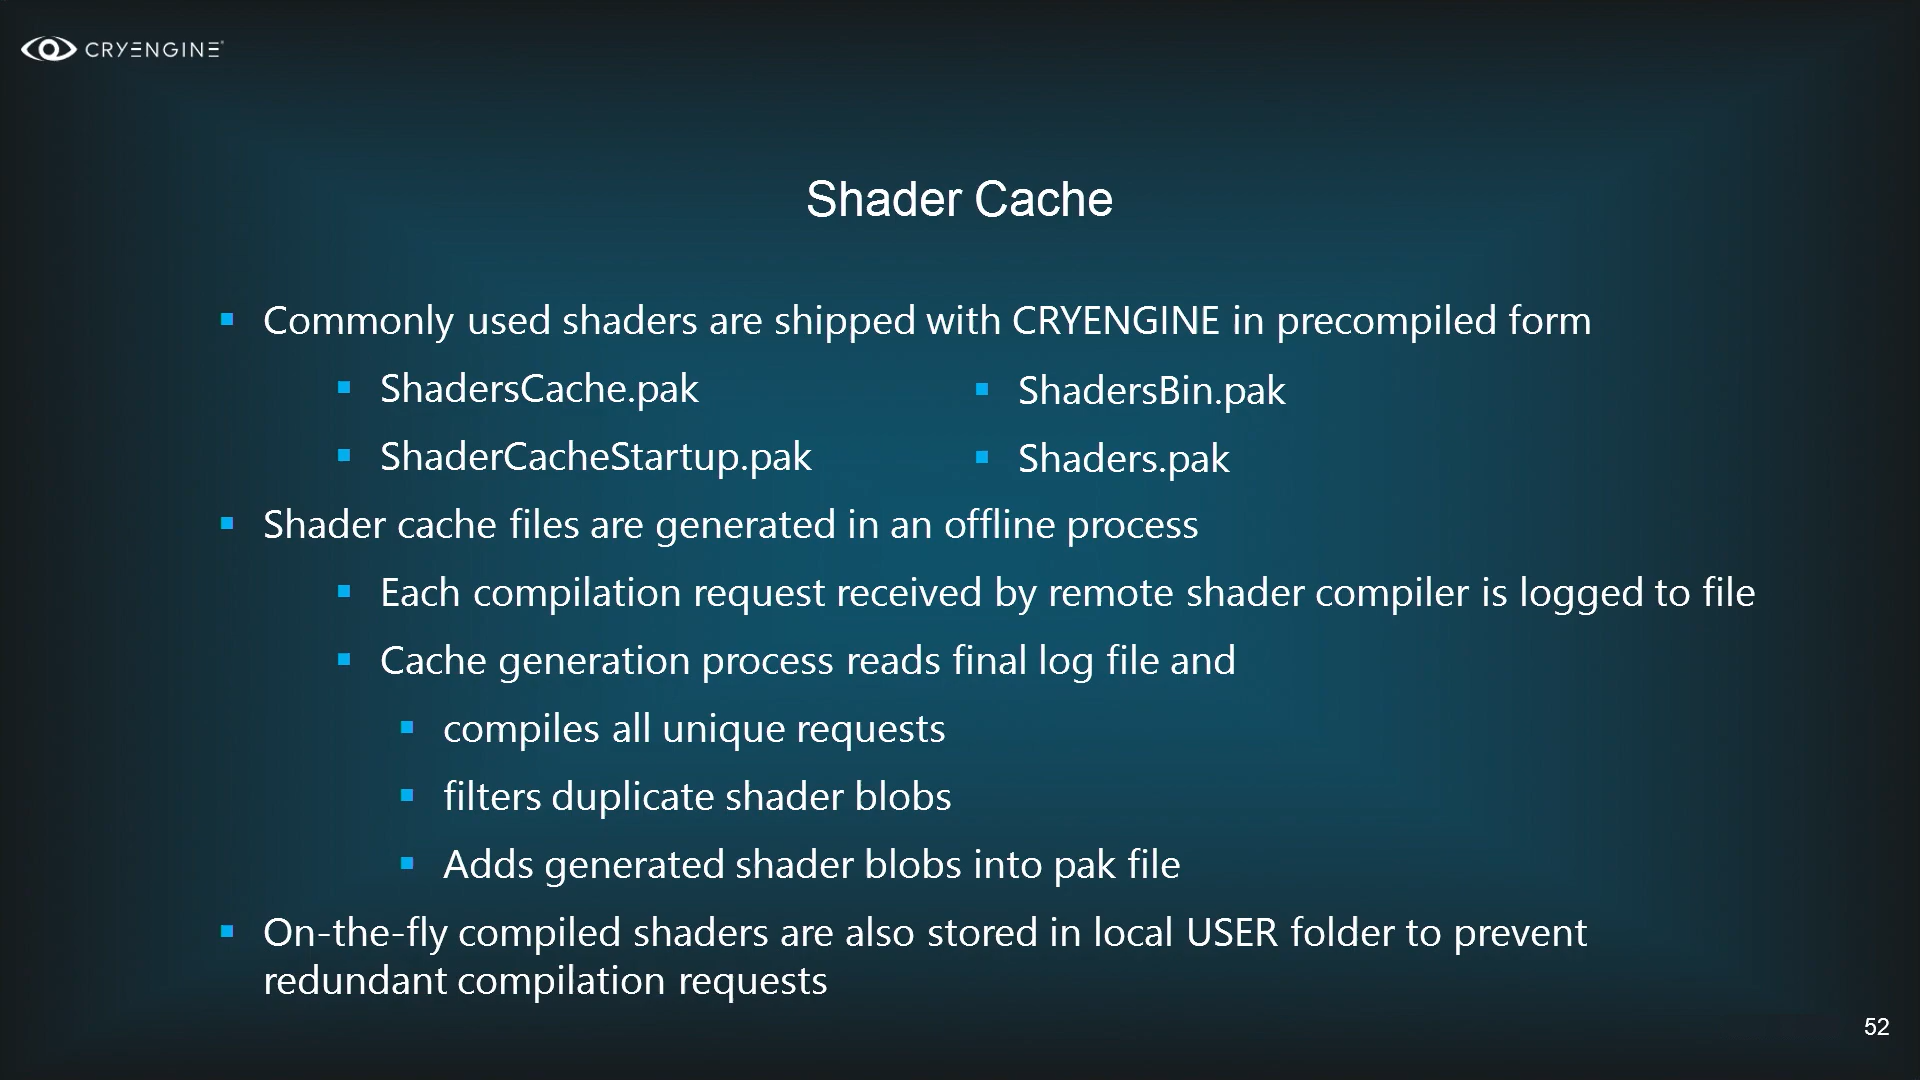 CRYENGINE
Shader Cache
Commonly used shaders are shipped with CRYENGINE in precompiled form
ShadersCache.pak
ShadersBin.pak
ShaderCacheStartup.pak
Shaders.pak
Shader cache files are generated in an offline process
Each compilation request received by remote shader compiler is logged to file
Cache generation process reads final log file and
compiles all unique requests
filters duplicate shader blobs
Adds generated shader blobs into pak file
On-the-fly compiled shaders are also stored in local USER folder to prevent
redundant compilation requests
52